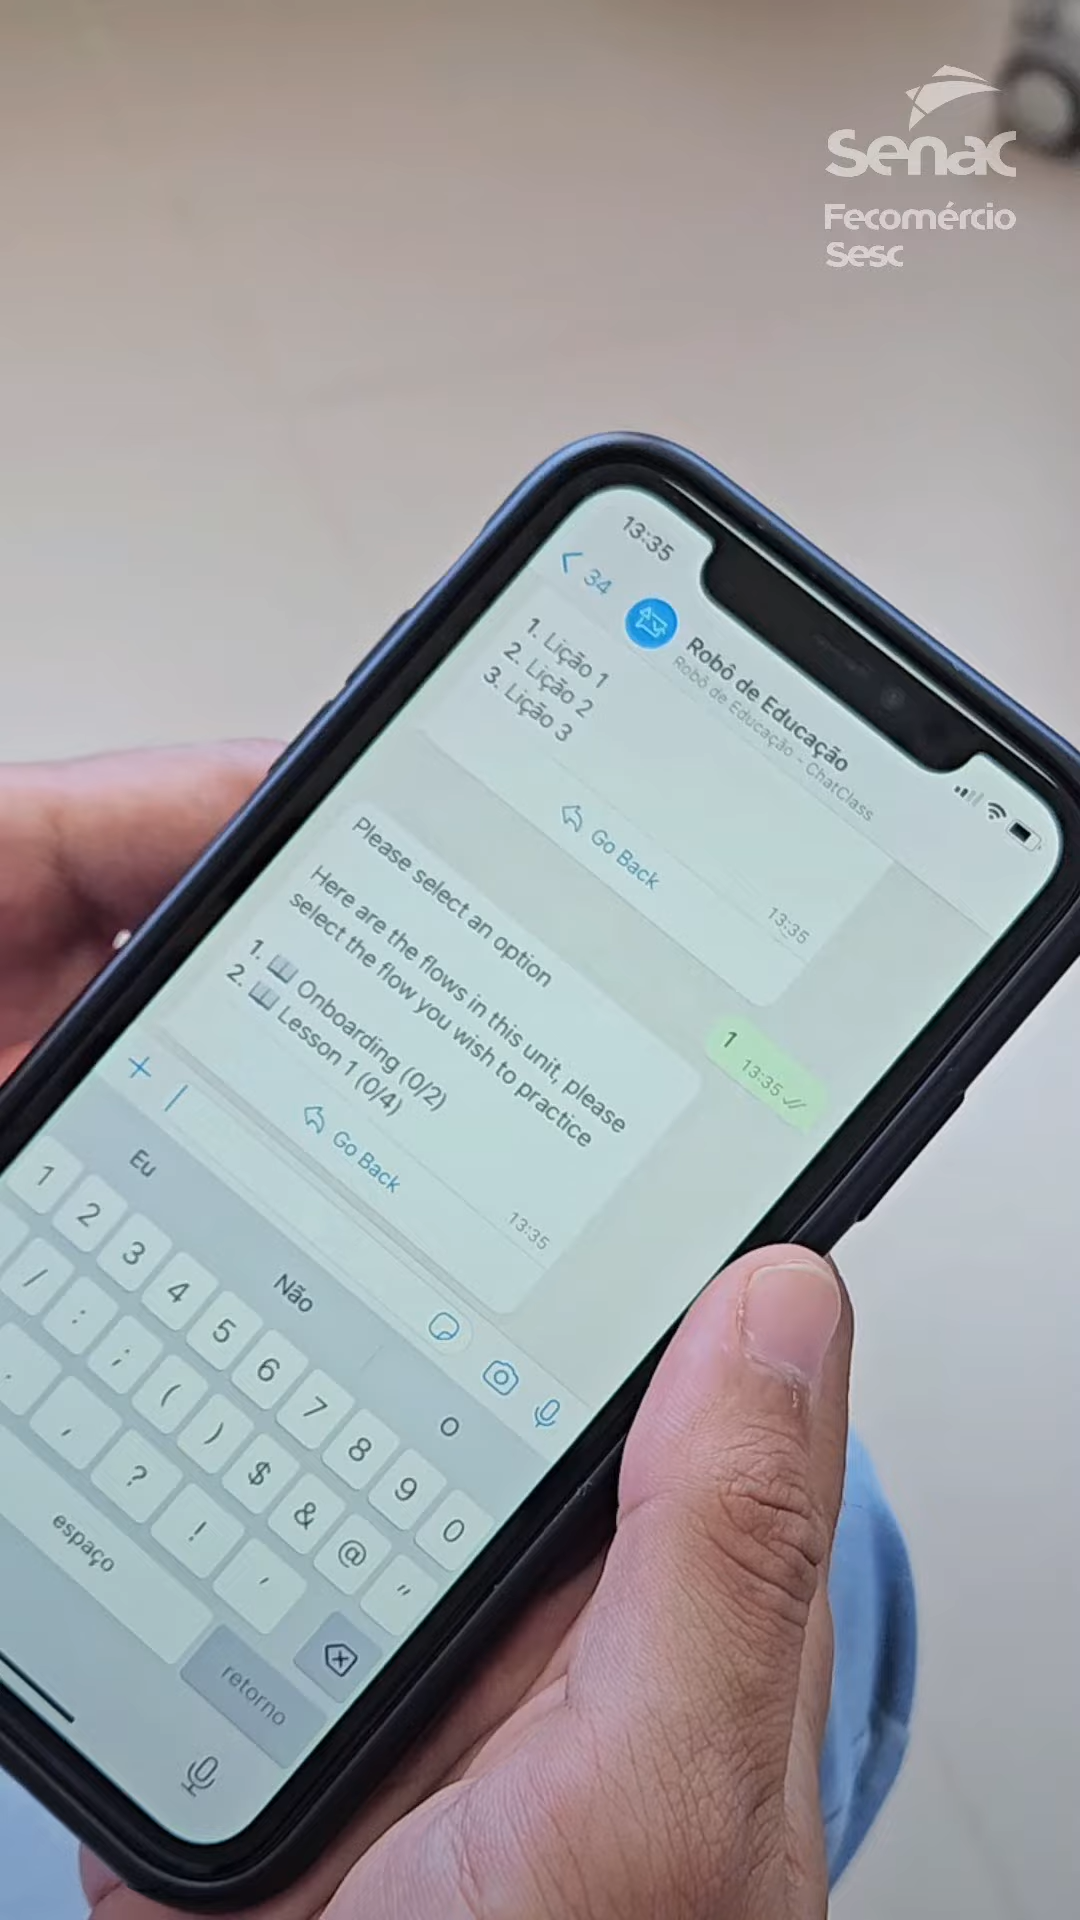 Senac
Fecomércio
Sesc
13:35
34
Robô de Educação
Robô de Educação - ChatClass
1. Lição 1
2. Lição 2
3. Lição 3
Go Back
13:35
1
13:35
Please select an option
Here are the flows in this unit, please
select the flow you wish to practice
1. 📖 Onboarding (0/2)
2. 📖 Lesson 1 (0/4)
Go Back
13:35
Eu
Não
O
1 2 3 4 5 6 7 8 9 0
/ : ; ( ) $ & @ "
. , ? ! '
espaço
retorno